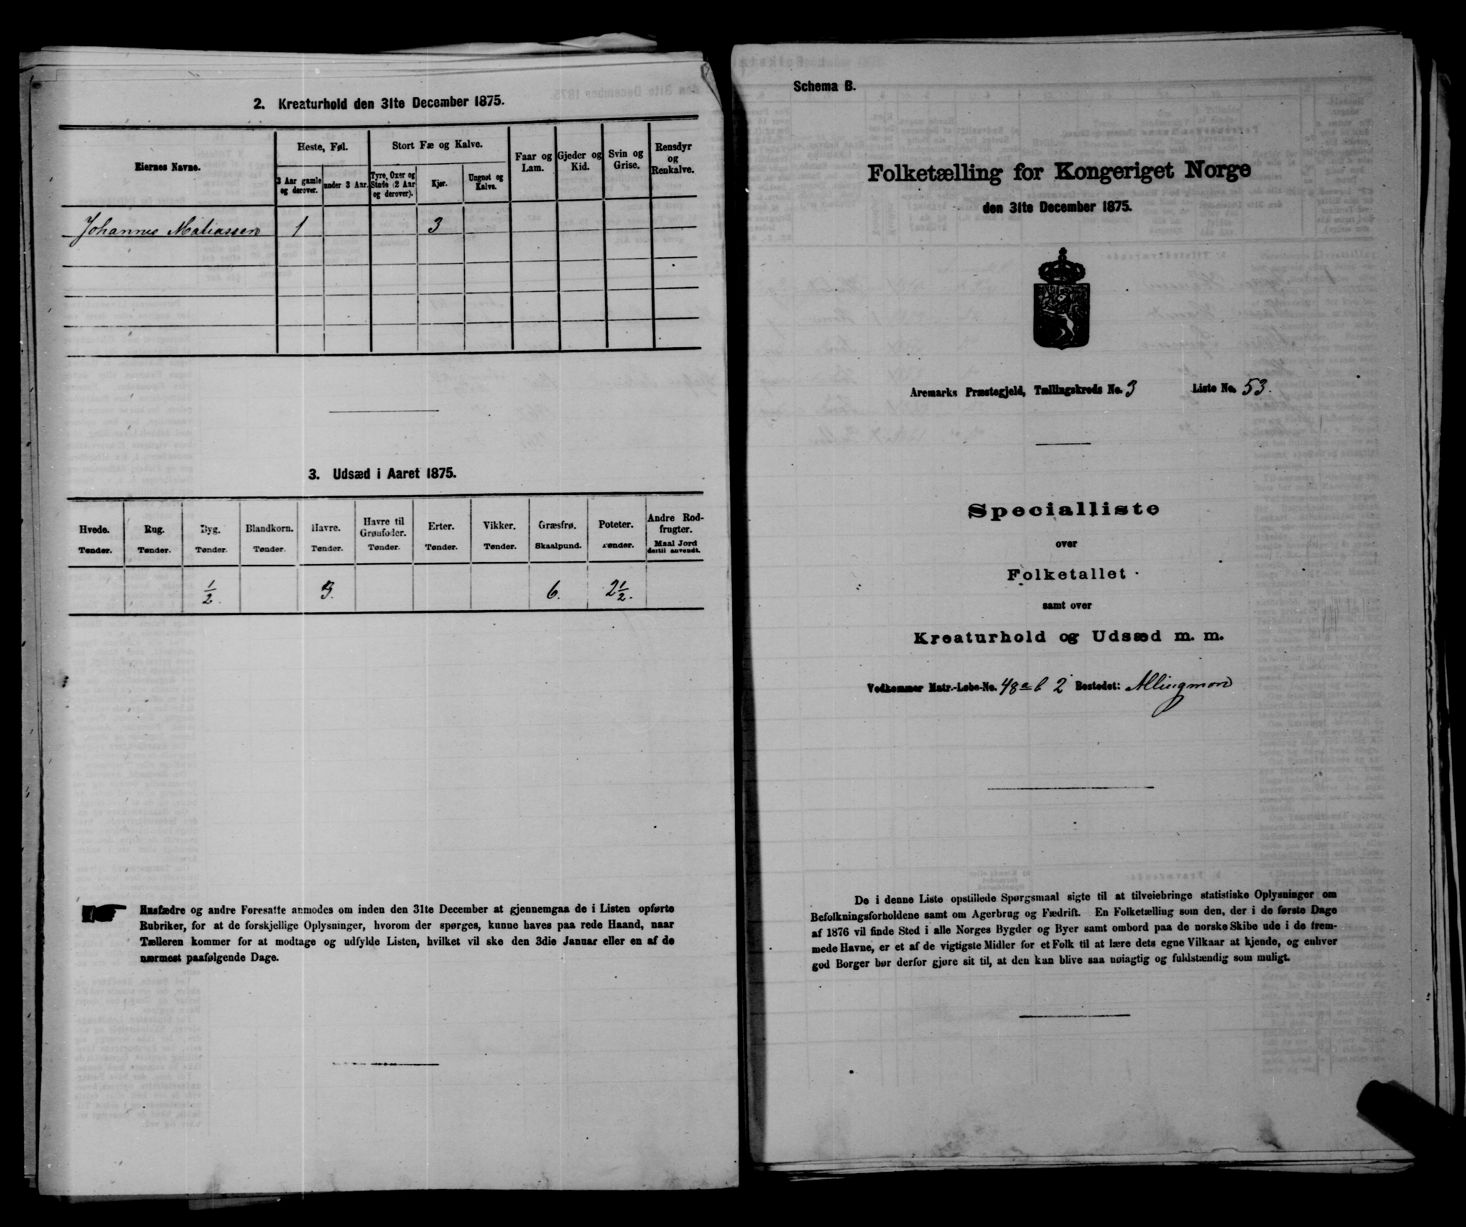 2. Kreaturhold den 31te December 1875.
Eiernes Navne.
Heste, Føl.
Stort Fæ og Kalve.
Faar og Lam.
Gjeder og Kid.
Svin og Grise.
Rensdyr og Renkalve.
3 Aar gamle og derover.
under 3 Aar.
Tyre, Oxer og Stude (2 Aar og derover).
Kjør.
Ungnøt og Kalve.
Johannes Matiassen 1 3
3. Udsæd i Aaret 1875.
Hvede. Rug. Byg. Blandkorn. Havre. Havre til Grønfoder. Erter. Vikker. Græsfrø. Poteter. Andre Rodfrugter.
Tønder. Tønder. Tønder. Tønder. Tønder. Tønder. Tønder. Tønder. Skaalpund. Tønder. Maal Jord dertil anvendt.
1/2 3. 6. 2 1/2.
Husfædre og andre Foresatte anmodes om inden den 31te December at gjennemgaa de i Listen opførte
Rubriker, for at de forskjellige Oplysninger, hvorom der spørges, kunne haves paa rede Haand, naar
Tælleren kommer for at modtage og udfylde Listen, hvilket vil ske den 3die Januar eller en af de
nærmest paafølgende Dage.
Schema B.
Folketælling for Kongeriget Norge
den 31te December 1875.
Aremarks Præstegjeld, Tællingskreds No. 3 Liste No. 53.
Specialliste
over
Folketallet
samt over
Kreaturhold og Udsæd m. m.
Vedkommer Matr.-Løbe-No. 48 a b 2 Bostedet: Allingmoen
De i denne Liste opstillede Spørgsmaal sigte til at tilveiebringe statistiske Oplysninger om
Befolkningsforholdene samt om Agerbrug og Fædrift. En Folketælling som den, der i de første Dage
af 1876 vil finde Sted i alle Norges Bygder og Byer samt ombord paa de norske Skibe ude i de frem-
mede Havne, er et af de vigtigste Midler for et Folk til at lære dets egne Vilkaar at kjende, og enhver
god Borger bør derfor gjøre sit til, at den kan blive saa nøiagtig og fuldstændig som muligt.